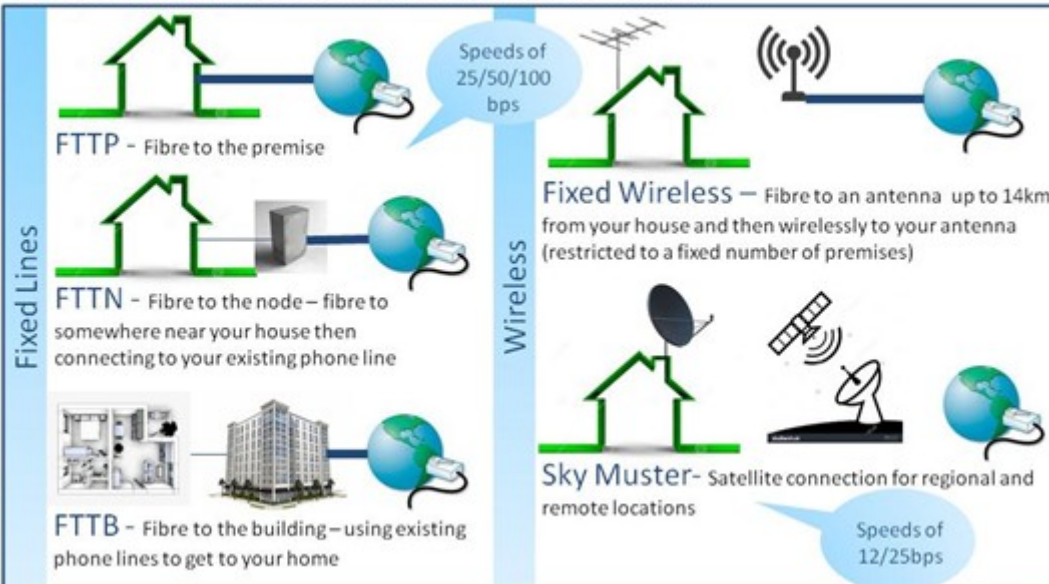 Fixed Lines
Speeds of
25/50/100
bps
FTTP - Fibre to the premise
FTTN - Fibre to the node – fibre to
somewhere near your house then
connecting to your existing phone line
FTTB - Fibre to the building – using existing
phone lines to get to your home
Wireless
Fixed Wireless – Fibre to an antenna up to 14km
from your house and then wirelessly to your antenna
(restricted to a fixed number of premises)
Sky Muster- Satellite connection for regional and
remote locations
Speeds of
12/25bps